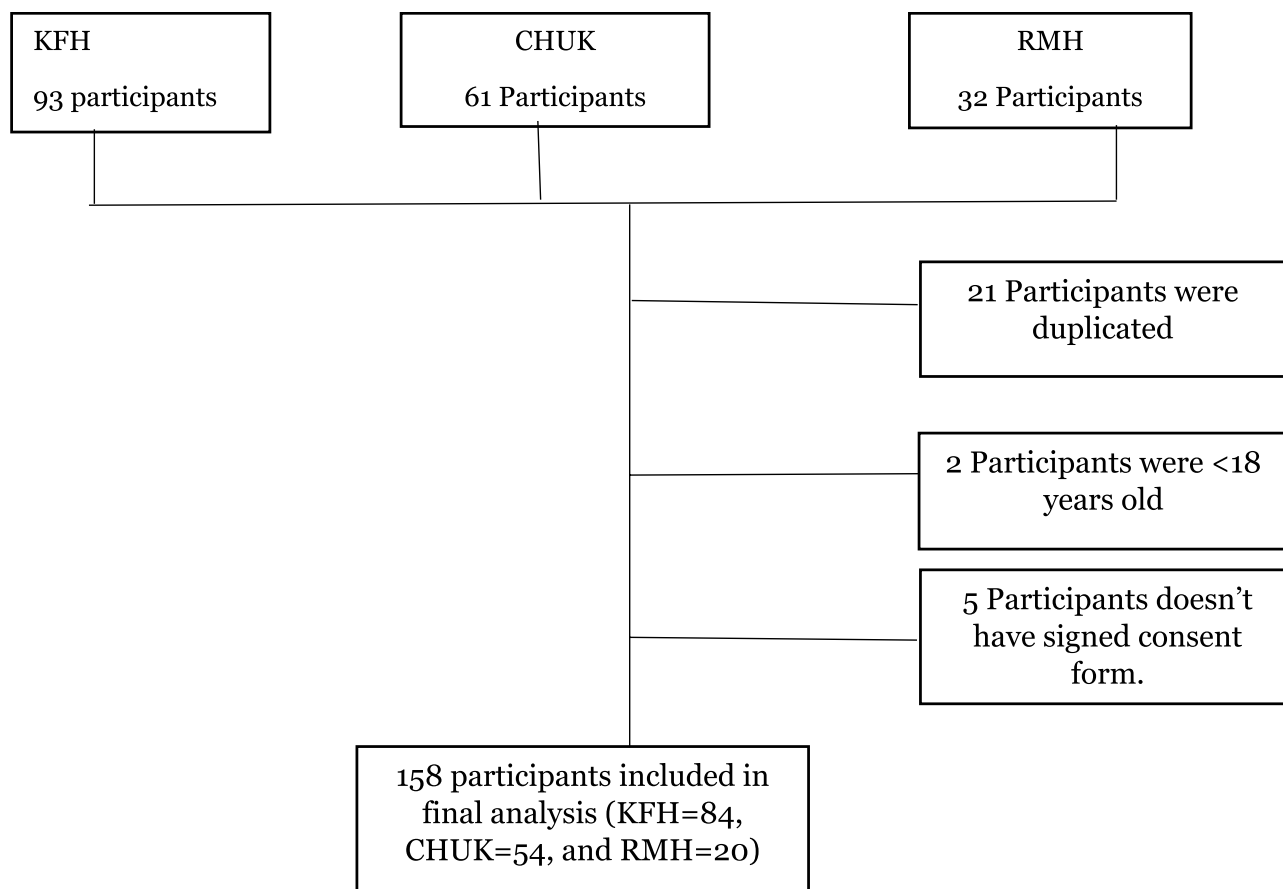 KFH
93 participants
CHUK
61 Participants
RMH
32 Participants
21 Participants were
duplicated
2 Participants were <18
years old
5 Participants doesn’t
have signed consent
form.
158 participants included in
final analysis (KFH=84,
CHUK=54, and RMH=20)